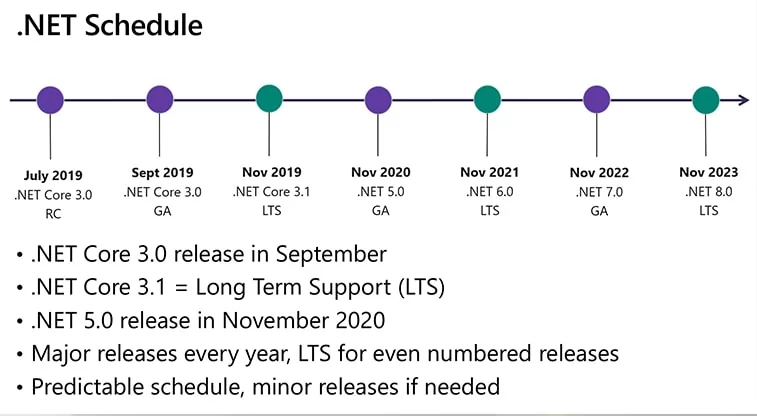 .NET Schedule
July 2019
.NET Core 3.0
RC
Sept 2019
.NET Core 3.0
GA
Nov 2019
.NET Core 3.1
LTS
Nov 2020
.NET 5.0
GA
Nov 2021
.NET 6.0
LTS
Nov 2022
.NET 7.0
GA
Nov 2023
.NET 8.0
LTS
• .NET Core 3.0 release in September
• .NET Core 3.1 = Long Term Support (LTS)
• .NET 5.0 release in November 2020
• Major releases every year, LTS for even numbered releases
• Predictable schedule, minor releases if needed